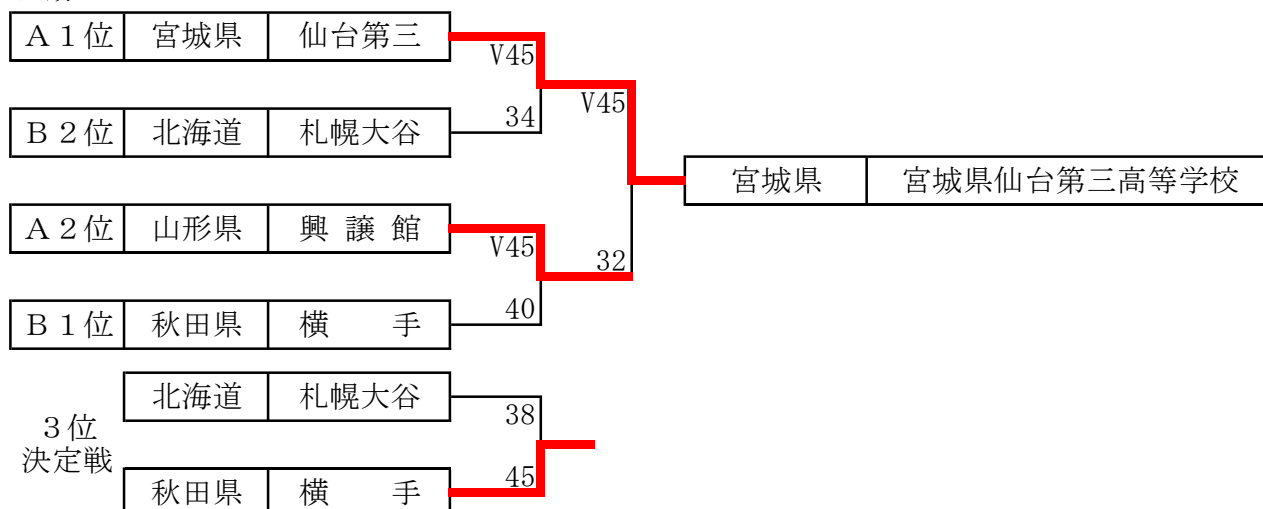 A1位 宮城県 仙台第三
V45
34
B2位 北海道 札幌大谷
V45
宮城県 宮城県仙台第三高等学校
A2位 山形県 興譲館
V45
32
40
B1位 秋田県 横手
北海道 札幌大谷
38
3位
決定戦
45
秋田県 横手